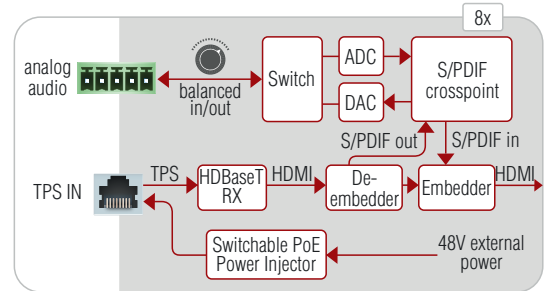 8x
analog
audio
balanced
in/out
Switch
ADC
DAC
S/PDIF
crosspoint
S/PDIF out
S/PDIF in
TPS IN
TPS
HDBaseT
RX
HDMI
De-
embedder
Embedder
HDMI
Switchable PoE
Power Injector
48V external
power